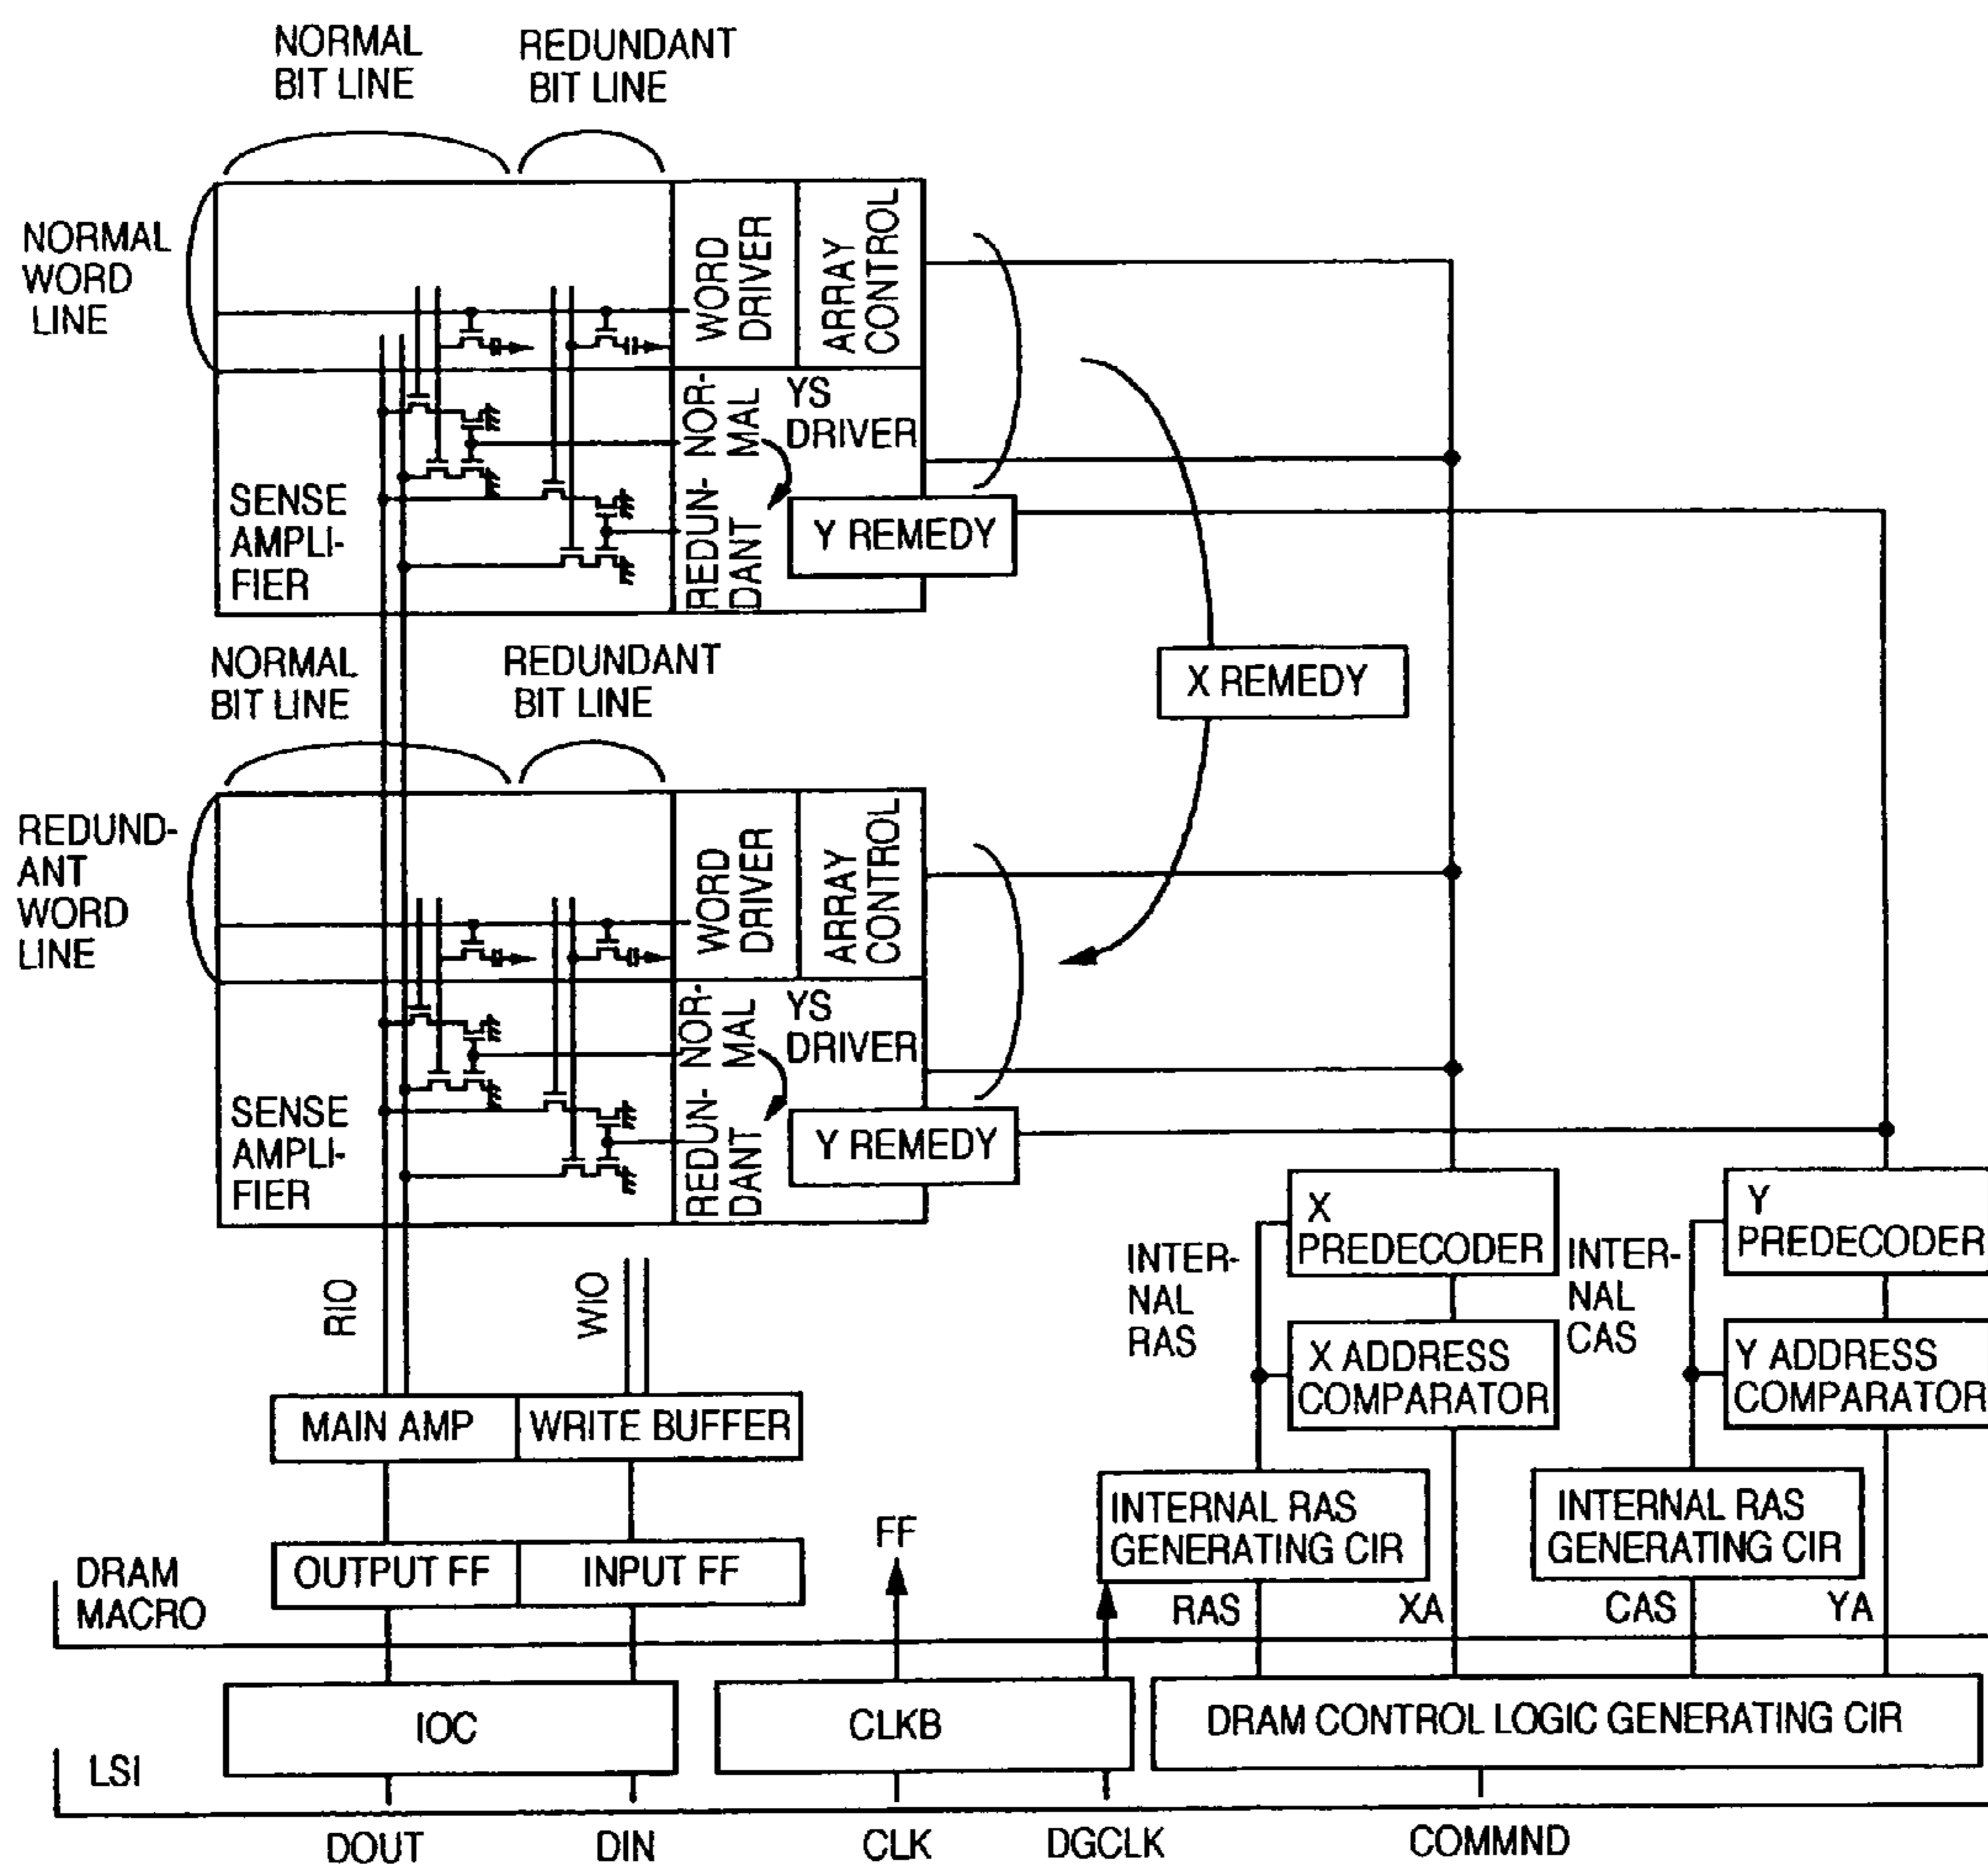 NORMAL
BIT LINE
REDUNDANT
BIT LINE
NORMAL
WORD
LINE
WORD
DRIVER
ARRAY
CONTROL
NOR-
MAL
YS
DRIVER
SENSE
AMPLI-
FIER
REDUN-
DANT
Y REMEDY
NORMAL
BIT LINE
REDUNDANT
BIT LINE
X REMEDY
REDUND-
ANT
WORD
LINE
WORD
DRIVER
ARRAY
CONTROL
NOR-
MAL
YS
DRIVER
SENSE
AMPLI-
FIER
REDUN-
DANT
Y REMEDY
RIO
WIO
INTER-
NAL
RAS
X
PREDECODER
INTER-
NAL
CAS
Y
PREDECODER
X ADDRESS
COMPARATOR
Y ADDRESS
COMPARATOR
MAIN AMP
WRITE BUFFER
INTERNAL RAS
GENERATING CIR
INTERNAL RAS
GENERATING CIR
FF
DRAM
MACRO
OUTPUT FF
INPUT FF
RAS
XA
CAS
YA
LSI
IOC
CLKB
DRAM CONTROL LOGIC GENERATING CIR
DOUT
DIN
CLK
DGCLK
COMMND